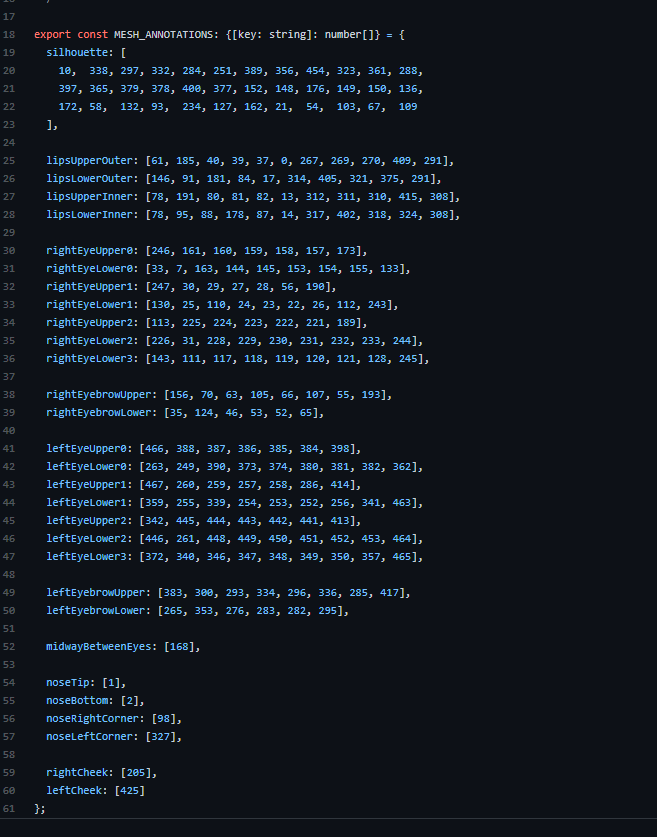 17
18 export const MESH_ANNOTATIONS: {[key: string]: number[]} = {
19   silhouette: [
20     10,  338, 297, 332, 284, 251, 389, 356, 454, 323, 361, 288,
21     397, 365, 379, 378, 400, 377, 152, 148, 176, 149, 150, 136,
22     172, 58,  132, 93,  234, 127, 162, 21,  54,  103, 67,  109
23   ],
24
25   lipsUpperOuter: [61, 185, 40, 39, 37, 0, 267, 269, 270, 409, 291],
26   lipsLowerOuter: [146, 91, 181, 84, 17, 314, 405, 321, 375, 291],
27   lipsUpperInner: [78, 191, 80, 81, 82, 13, 312, 311, 310, 415, 308],
28   lipsLowerInner: [78, 95, 88, 178, 87, 14, 317, 402, 318, 324, 308],
29
30   rightEyeUpper0: [246, 161, 160, 159, 158, 157, 173],
31   rightEyeLower0: [33, 7, 163, 144, 145, 153, 154, 155, 133],
32   rightEyeUpper1: [247, 30, 29, 27, 28, 56, 190],
33   rightEyeLower1: [130, 25, 110, 24, 23, 22, 26, 112, 243],
34   rightEyeUpper2: [113, 225, 224, 223, 222, 221, 189],
35   rightEyeLower2: [226, 31, 228, 229, 230, 231, 232, 233, 244],
36   rightEyeLower3: [143, 111, 117, 118, 119, 120, 121, 128, 245],
37
38   rightEyebrowUpper: [156, 70, 63, 105, 66, 107, 55, 193],
39   rightEyebrowLower: [35, 124, 46, 53, 52, 65],
40
41   leftEyeUpper0: [466, 388, 387, 386, 385, 384, 398],
42   leftEyeLower0: [263, 249, 390, 373, 374, 380, 381, 382, 362],
43   leftEyeUpper1: [467, 260, 259, 257, 258, 286, 414],
44   leftEyeLower1: [359, 255, 339, 254, 253, 252, 256, 341, 463],
45   leftEyeUpper2: [342, 445, 444, 443, 442, 441, 413],
46   leftEyeLower2: [446, 261, 448, 449, 450, 451, 452, 453, 464],
47   leftEyeLower3: [372, 340, 346, 347, 348, 349, 350, 357, 465],
48
49   leftEyebrowUpper: [383, 300, 293, 334, 296, 336, 285, 417],
50   leftEyebrowLower: [265, 353, 276, 283, 282, 295],
51
52   midwayBetweenEyes: [168],
53
54   noseTip: [1],
55   noseBottom: [2],
56   noseRightCorner: [98],
57   noseLeftCorner: [327],
58
59   rightCheek: [205],
60   leftCheek: [425]
61 };